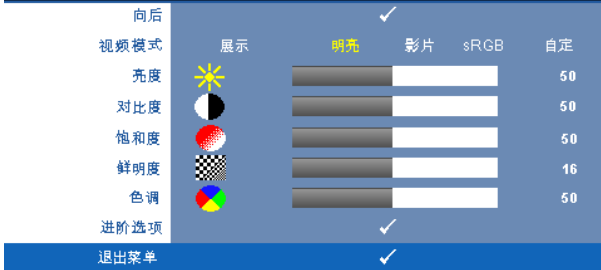 向后
视频模式 展示 明亮 影片 sRGB 自定
亮度 50
对比度 50
饱和度 50
鲜明度 16
色调 50
进阶选项
退出菜单